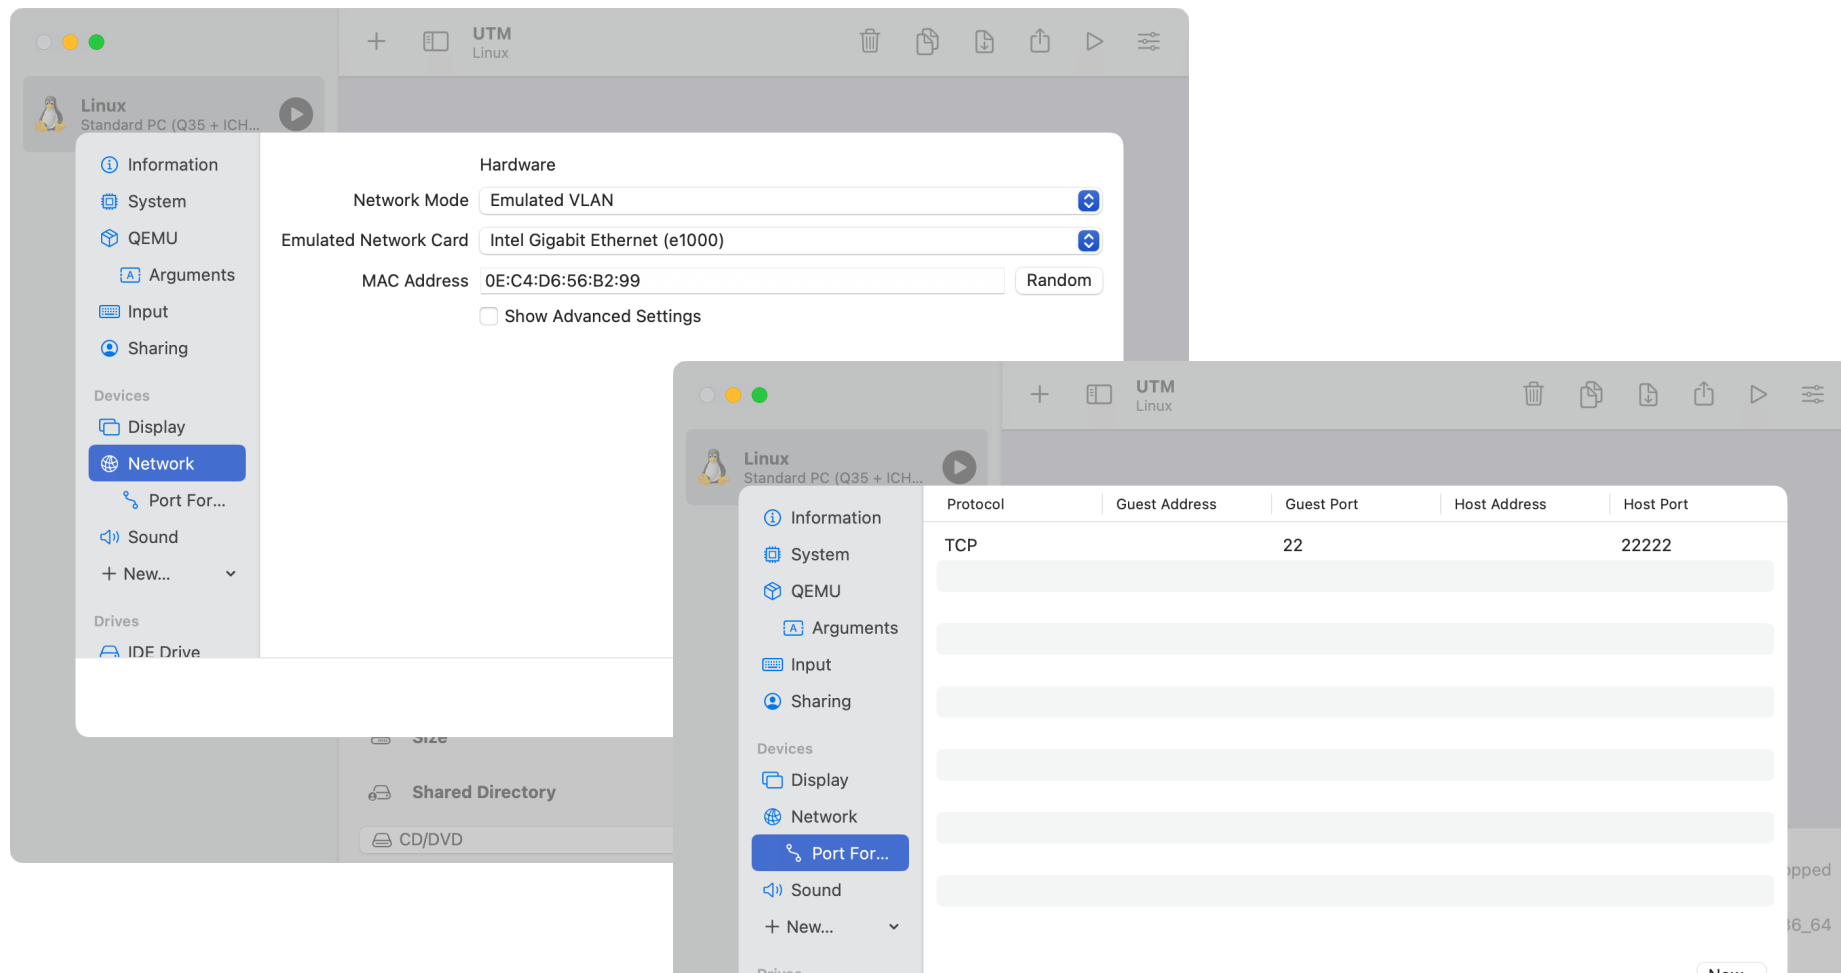 UTM
Linux
Linux
Standard PC (Q35 + ICH...
Information
System
QEMU
Arguments
Input
Sharing
Devices
Display
Network
Port For...
Sound
New...
Drives
IDE Drive
Hardware
Network Mode
Emulated VLAN
Emulated Network Card
Intel Gigabit Ethernet (e1000)
MAC Address
0E:C4:D6:56:B2:99
Random
Show Advanced Settings
Size
Shared Directory
CD/DVD
UTM
Linux
Linux
Standard PC (Q35 + ICH...
Information
System
QEMU
Arguments
Input
Sharing
Devices
Display
Network
Port For...
Sound
New...
Drives
Protocol Guest Address Guest Port Host Address Host Port
TCP 22 22222
New...